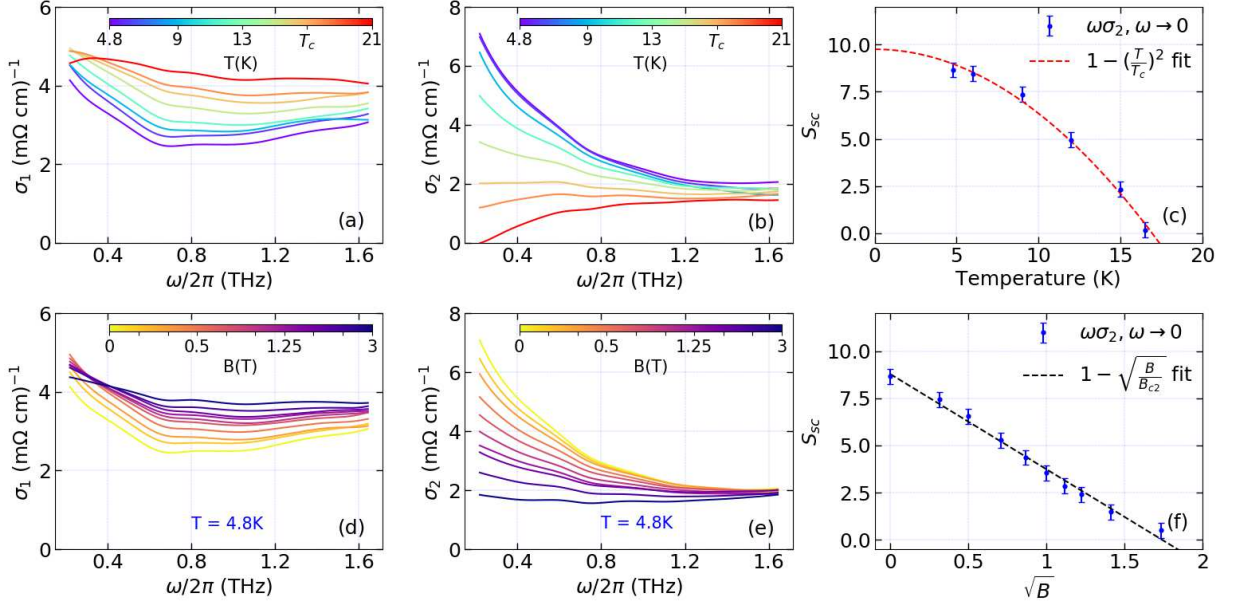 6
4
2
0
σ₁ (mΩ cm)⁻¹
4.8 9 13 T_c 21
T(K)
(a)
0.4 0.8 1.2 1.6
ω/2π (THz)
8
6
4
2
0
σ₂ (mΩ cm)⁻¹
4.8 9 13 T_c 21
T(K)
(b)
0.4 0.8 1.2 1.6
ω/2π (THz)
10.0
7.5
5.0
2.5
0.0
S_sc
ωσ₂, ω → 0
1 − (T/T_c)² fit
(c)
0 5 10 15 20
Temperature (K)
6
4
2
0
σ₁ (mΩ cm)⁻¹
0 0.5 1.25 3
B(T)
T = 4.8K
(d)
0.4 0.8 1.2 1.6
ω/2π (THz)
8
6
4
2
0
σ₂ (mΩ cm)⁻¹
0 0.5 1.25 3
B(T)
T = 4.8K
(e)
0.4 0.8 1.2 1.6
ω/2π (THz)
10.0
7.5
5.0
2.5
0.0
S_sc
ωσ₂, ω → 0
1 − √(B/B_c2) fit
(f)
0 0.5 1 1.5 2
√B